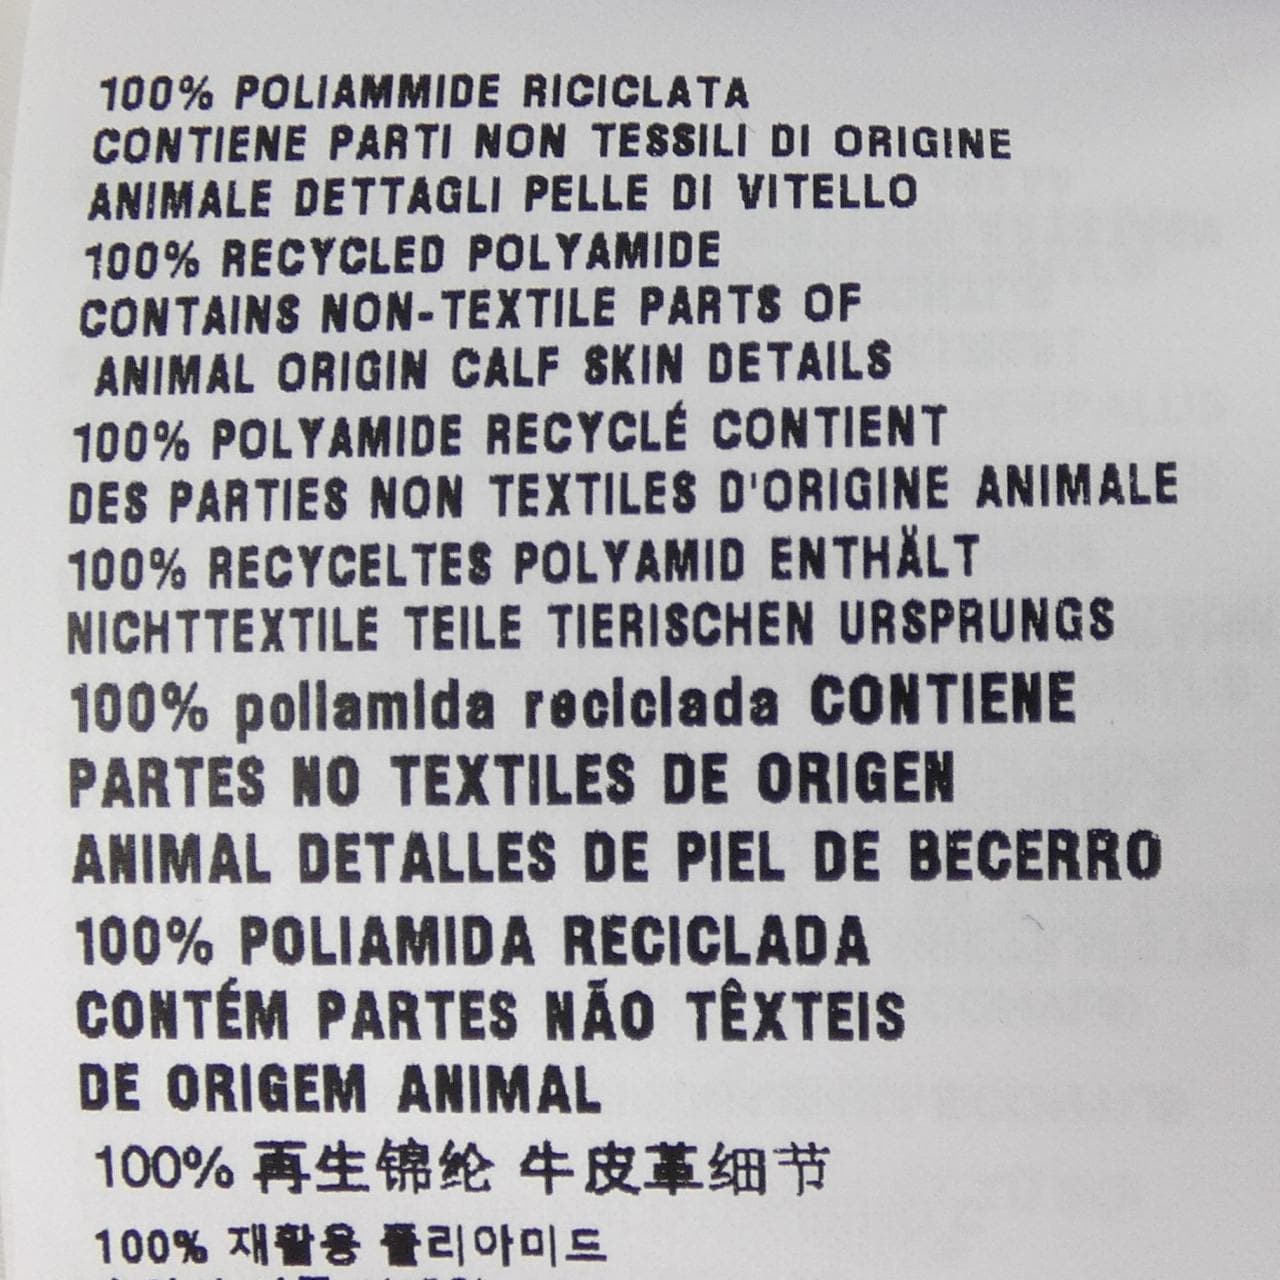 100% POLIAMMIDE RICICLATA
CONTIENE PARTI NON TESSILI DI ORIGINE
ANIMALE DETTAGLI PELLE DI VITELLO
100% RECYCLED POLYAMIDE
CONTAINS NON-TEXTILE PARTS OF
ANIMAL ORIGIN CALF SKIN DETAILS
100% POLYAMIDE RECYCLÉ CONTIENT
DES PARTIES NON TEXTILES D'ORIGINE ANIMALE
100% RECYCELTES POLYAMID ENTHÄLT
NICHTTEXTILE TEILE TIERISCHEN URSPRUNGS
100% poliamida reciclada CONTIENE
PARTES NO TEXTILES DE ORIGEN
ANIMAL DETALLES DE PIEL DE BECERRO
100% POLIAMIDA RECICLADA
CONTÉM PARTES NÃO TÊXTEIS
DE ORIGEM ANIMAL
100% 再生锦纶 牛皮革细节
100% 재활용 폴리아미드